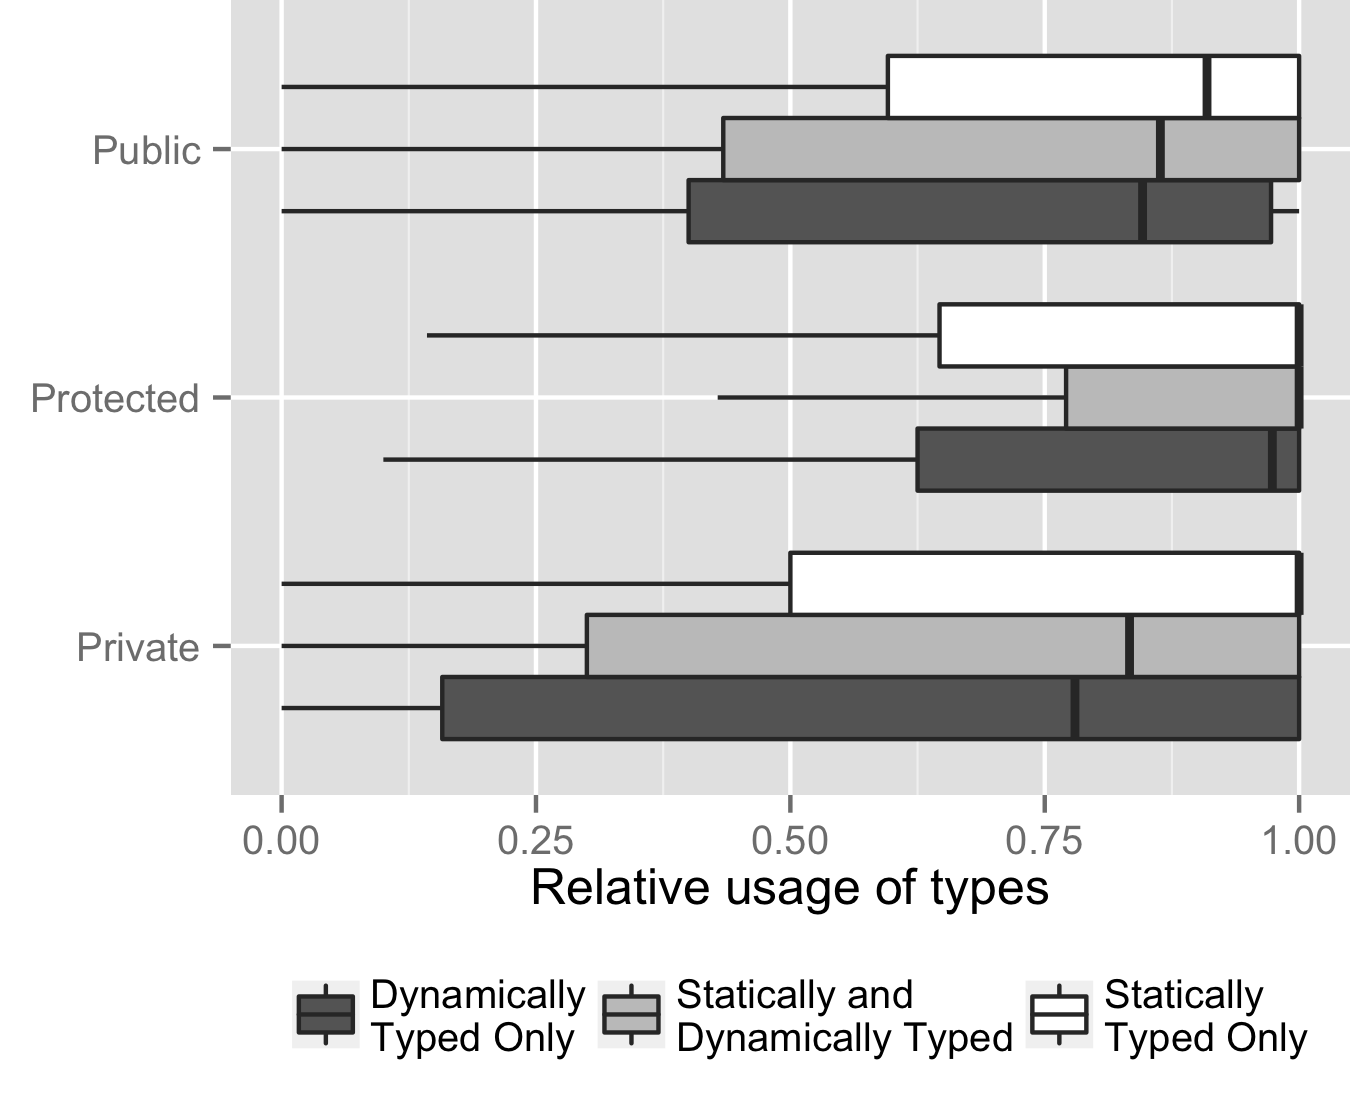 Public
Protected
Private
0.00 0.25 0.50 0.75 1.00
Relative usage of types
Dynamically Typed Only
Statically and Dynamically Typed
Statically Typed Only